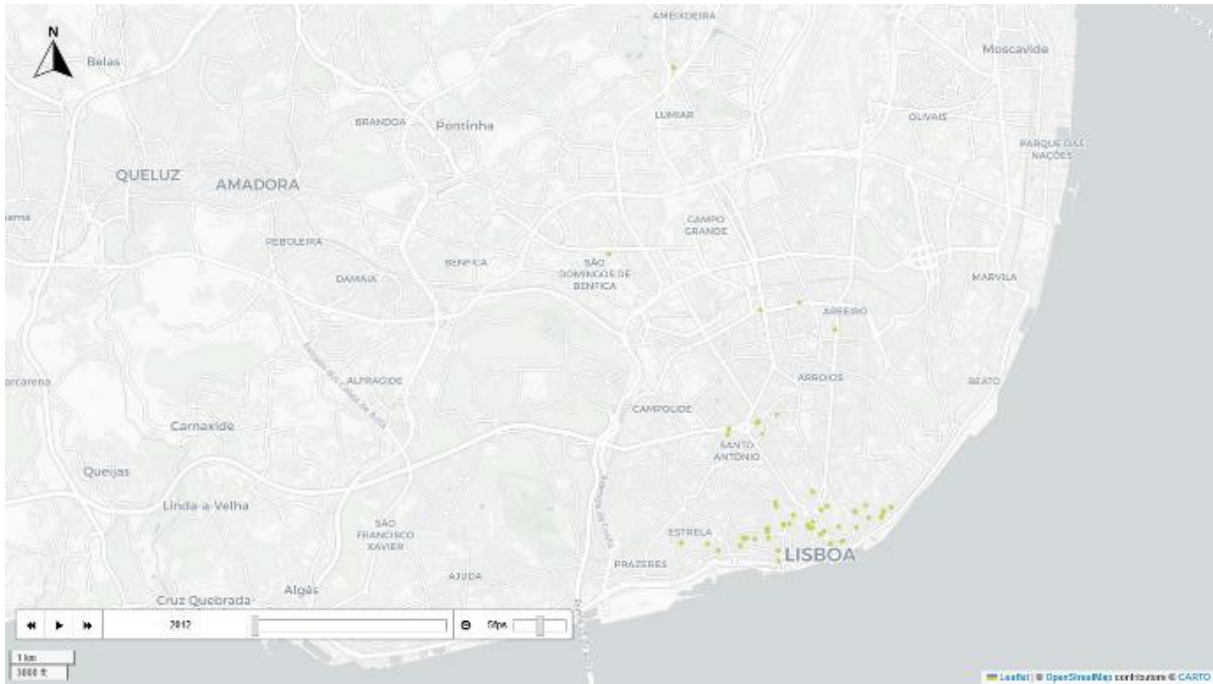 AMEIXOEIRA
N
Moscavide
Belas
LUMIAR
OLIVAIS
BRANDOA
Pontinha
PARQUE DAS
NAÇÕES
QUELUZ
AMADORA
CAMPO
GRANDE
REBOLEIRA
BENFICA
SÃO
DOMINGOS DE
BENFICA
DAMAIA
MARVILA
AREEIRO
ALFRAGIDE
ARROIOS
BEATO
CAMPOLIDE
Carnaxide
SANTO
ANTÓNIO
Queijas
Linda-a-Velha
SÃO
FRANCISCO
XAVIER
ESTRELA
LISBOA
PRAZERES
AJUDA
Algés
Cruz Quebrada
2012
5fps
1 km
3000 ft
Leaflet | © OpenStreetMap contributors © CARTO